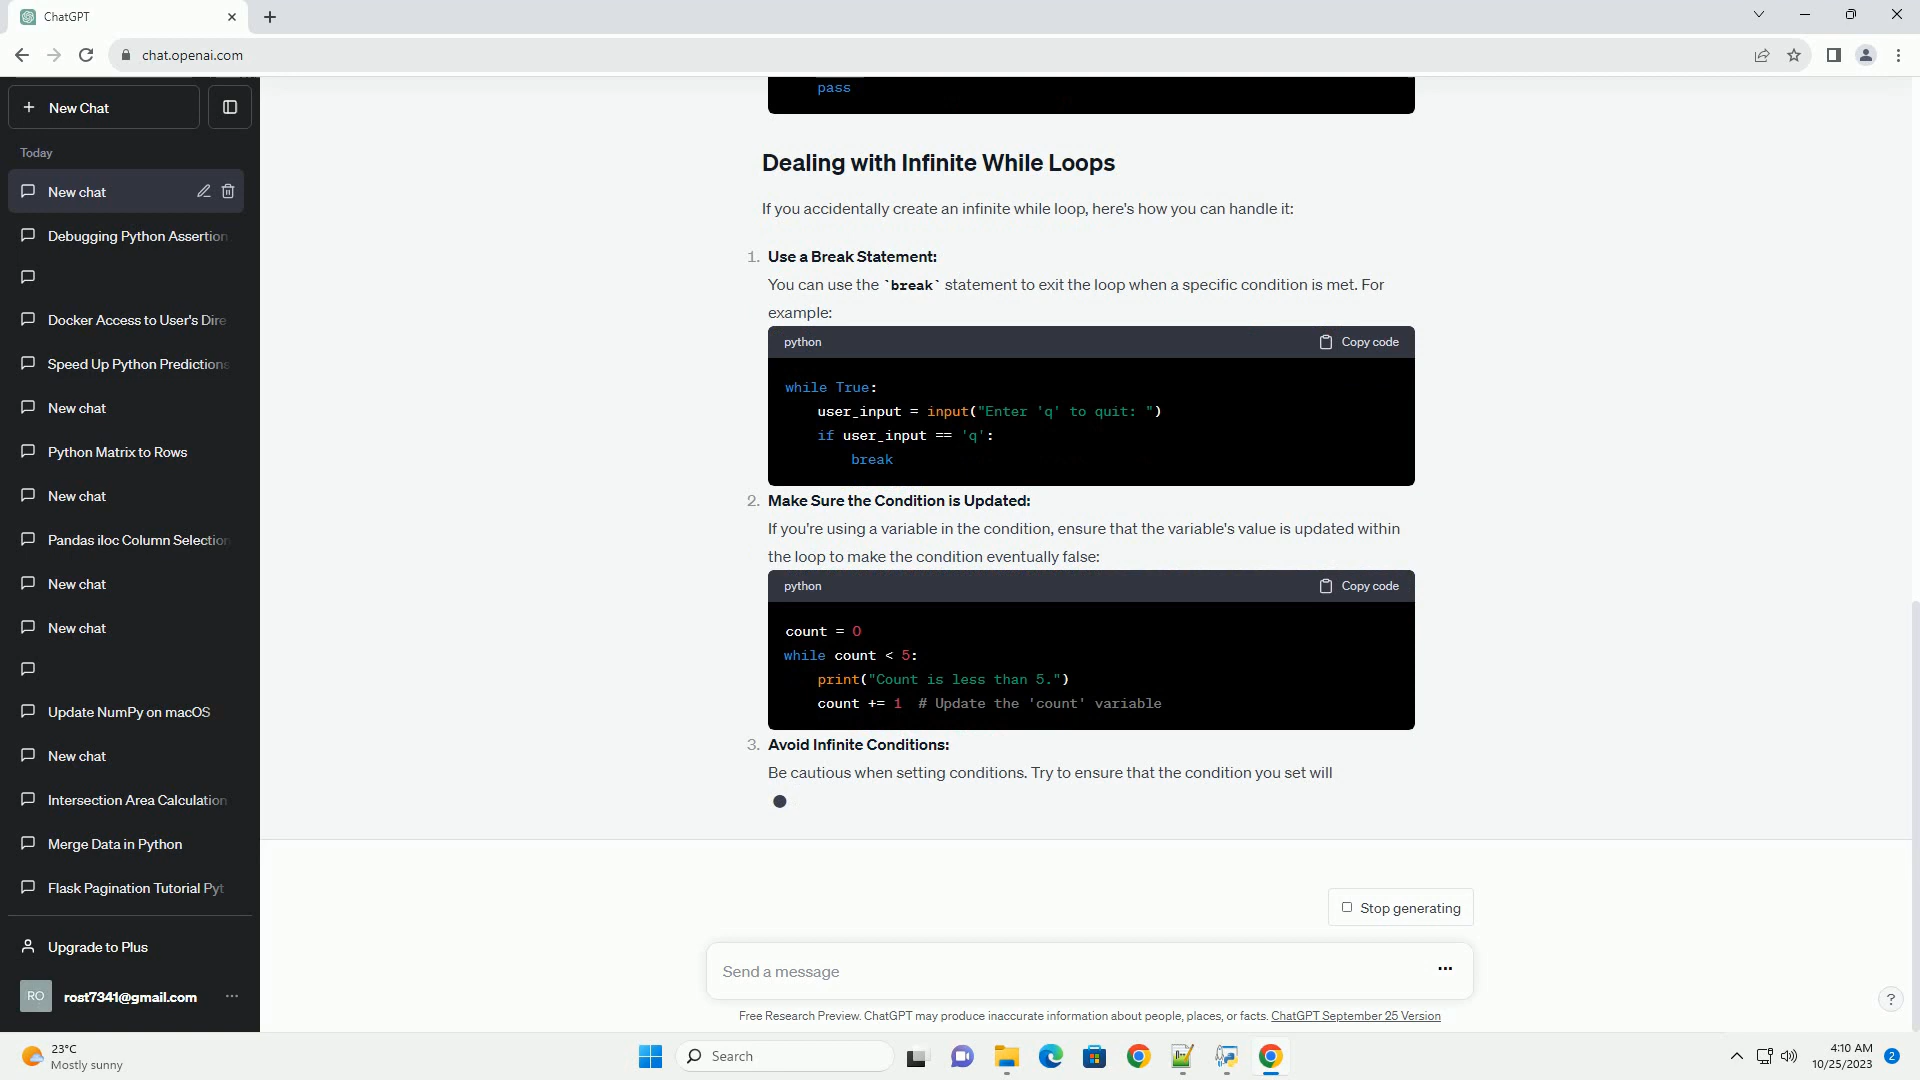 ChatGPT
chat.openai.com
New Chat
Today
New chat
Debugging Python Assertion
Docker Access to User's Dire
Speed Up Python Predictions
New chat
Python Matrix to Rows
New chat
Pandas iloc Column Selection
New chat
New chat
Update NumPy on macOS
New chat
Intersection Area Calculation
Merge Data in Python
Flask Pagination Tutorial Pyt
Upgrade to Plus
RO
rost7341@gmail.com
pass
Dealing with Infinite While Loops
If you accidentally create an infinite while loop, here's how you can handle it:
1. Use a Break Statement:
You can use the `break` statement to exit the loop when a specific condition is met. For
example:
python
Copy code
while True:
    user_input = input("Enter 'q' to quit: ")
    if user_input == 'q':
        break
2. Make Sure the Condition is Updated:
If you're using a variable in the condition, ensure that the variable's value is updated within
the loop to make the condition eventually false:
python
Copy code
count = 0
while count < 5:
    print("Count is less than 5.")
    count += 1  # Update the 'count' variable
3. Avoid Infinite Conditions:
Be cautious when setting conditions. Try to ensure that the condition you set will
Stop generating
Send a message
Free Research Preview. ChatGPT may produce inaccurate information about people, places, or facts. ChatGPT September 25 Version
?
23°C
Mostly sunny
Search
4:10 AM
10/25/2023
2